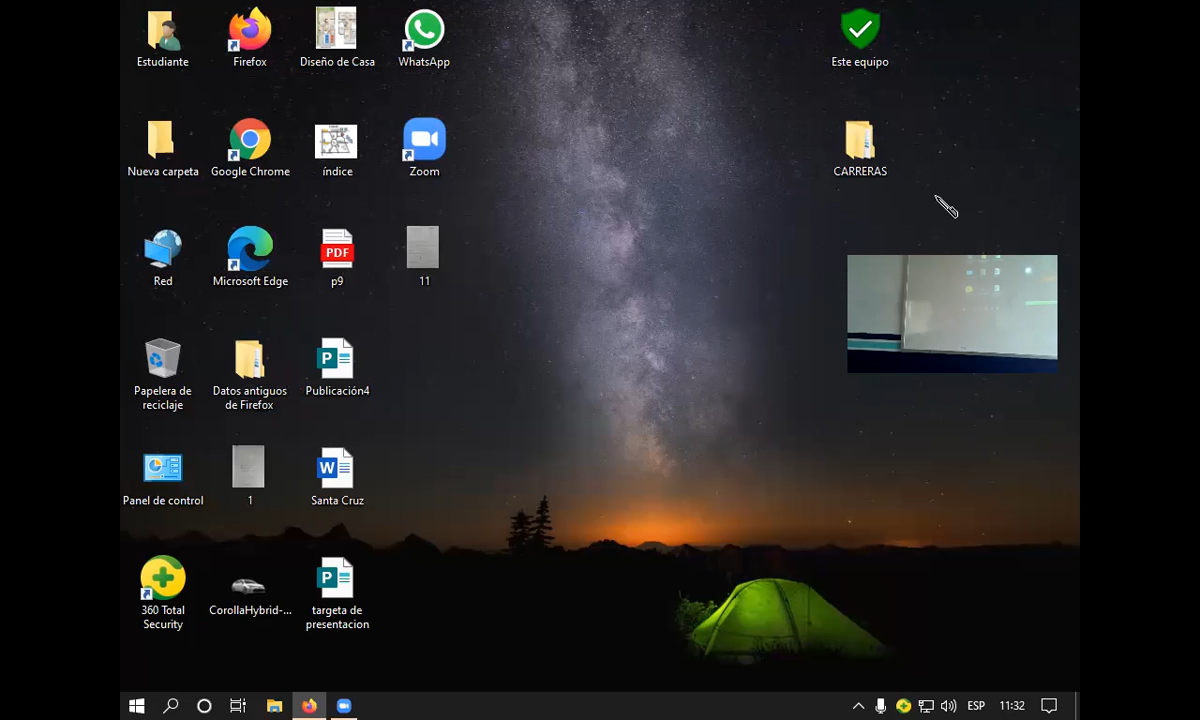 Estudiante
Firefox
Diseño de Casa
WhatsApp
Este equipo
Nueva carpeta
Google Chrome
índice
Zoom
CARRERAS
Red
Microsoft Edge
PDF
p9
11
Papelera de
reciclaje
Datos antiguos
de Firefox
P
Publicación4
Panel de control
1
W
Santa Cruz
360 Total
Security
CorollaHybrid-...
P
targeta de
presentacion
ESP
11:32